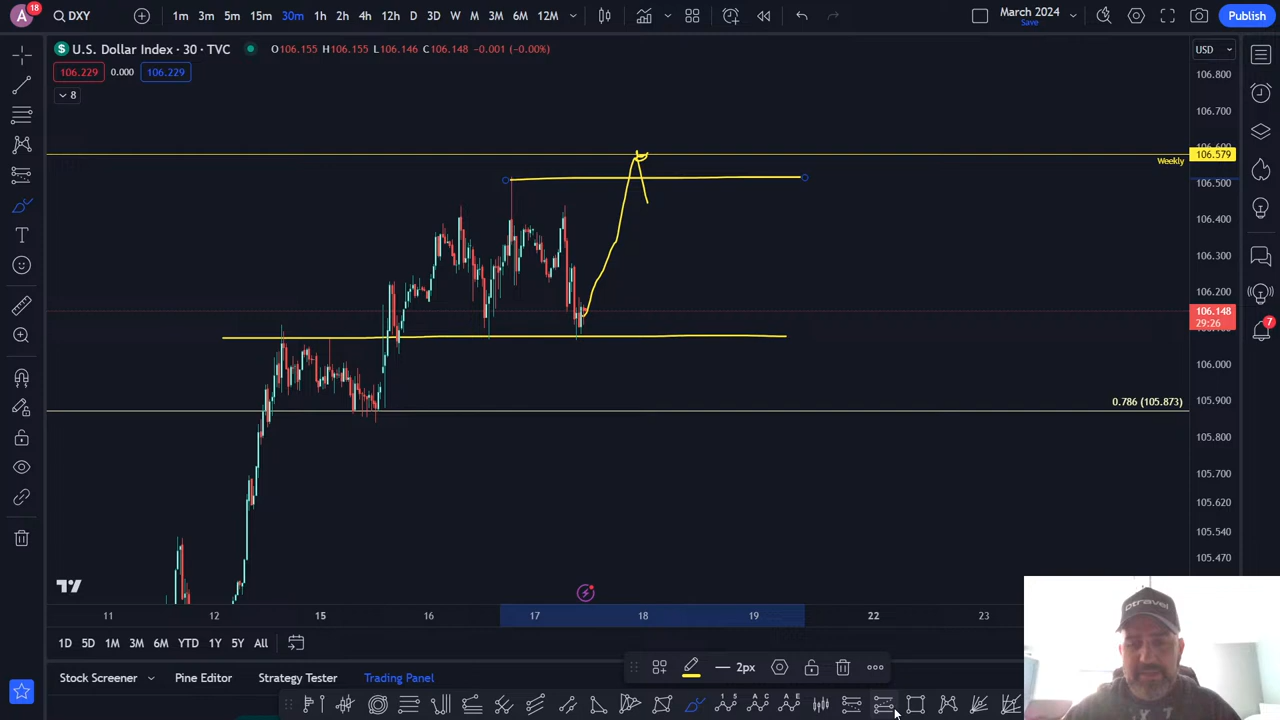 A 18 DXY 1m 3m 5m 15m 30m 1h 2h 4h 12h D 3D W M 3M 6M 12M March 2024 Save Publish
$ U.S. Dollar Index · 30 · TVC O106.155 H106.155 L106.146 C106.148 -0.001 (-0.00%) USD
106.229 0.000 106.229
8
106.800
106.700
106.579
Weekly
106.500
106.400
106.300
106.200
106.148
29:26
106.000
0.786 (105.873)
105.900
105.800
105.700
105.620
105.540
105.470
7
11 12 15 16 17 18 19 22 23
1D 5D 1M 3M 6M YTD 1Y 5Y All
2px
Stock Screener Pine Editor Strategy Tester Trading Panel
otravel